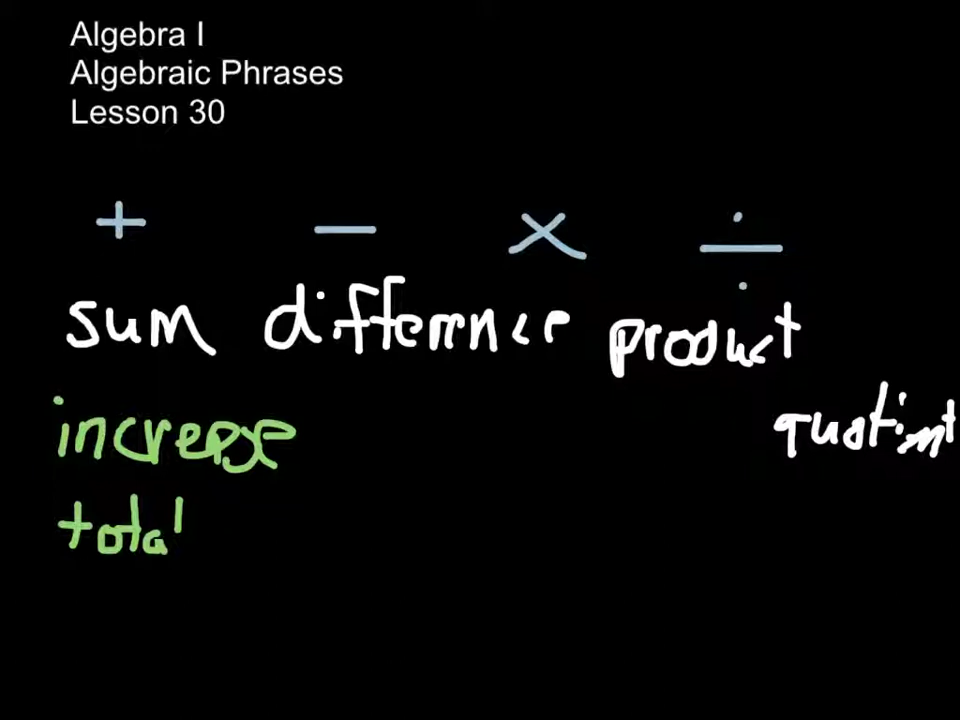 Algebra I
Algebraic Phrases
Lesson 30
+ − × ÷
sum difference product
quotient
increase
total